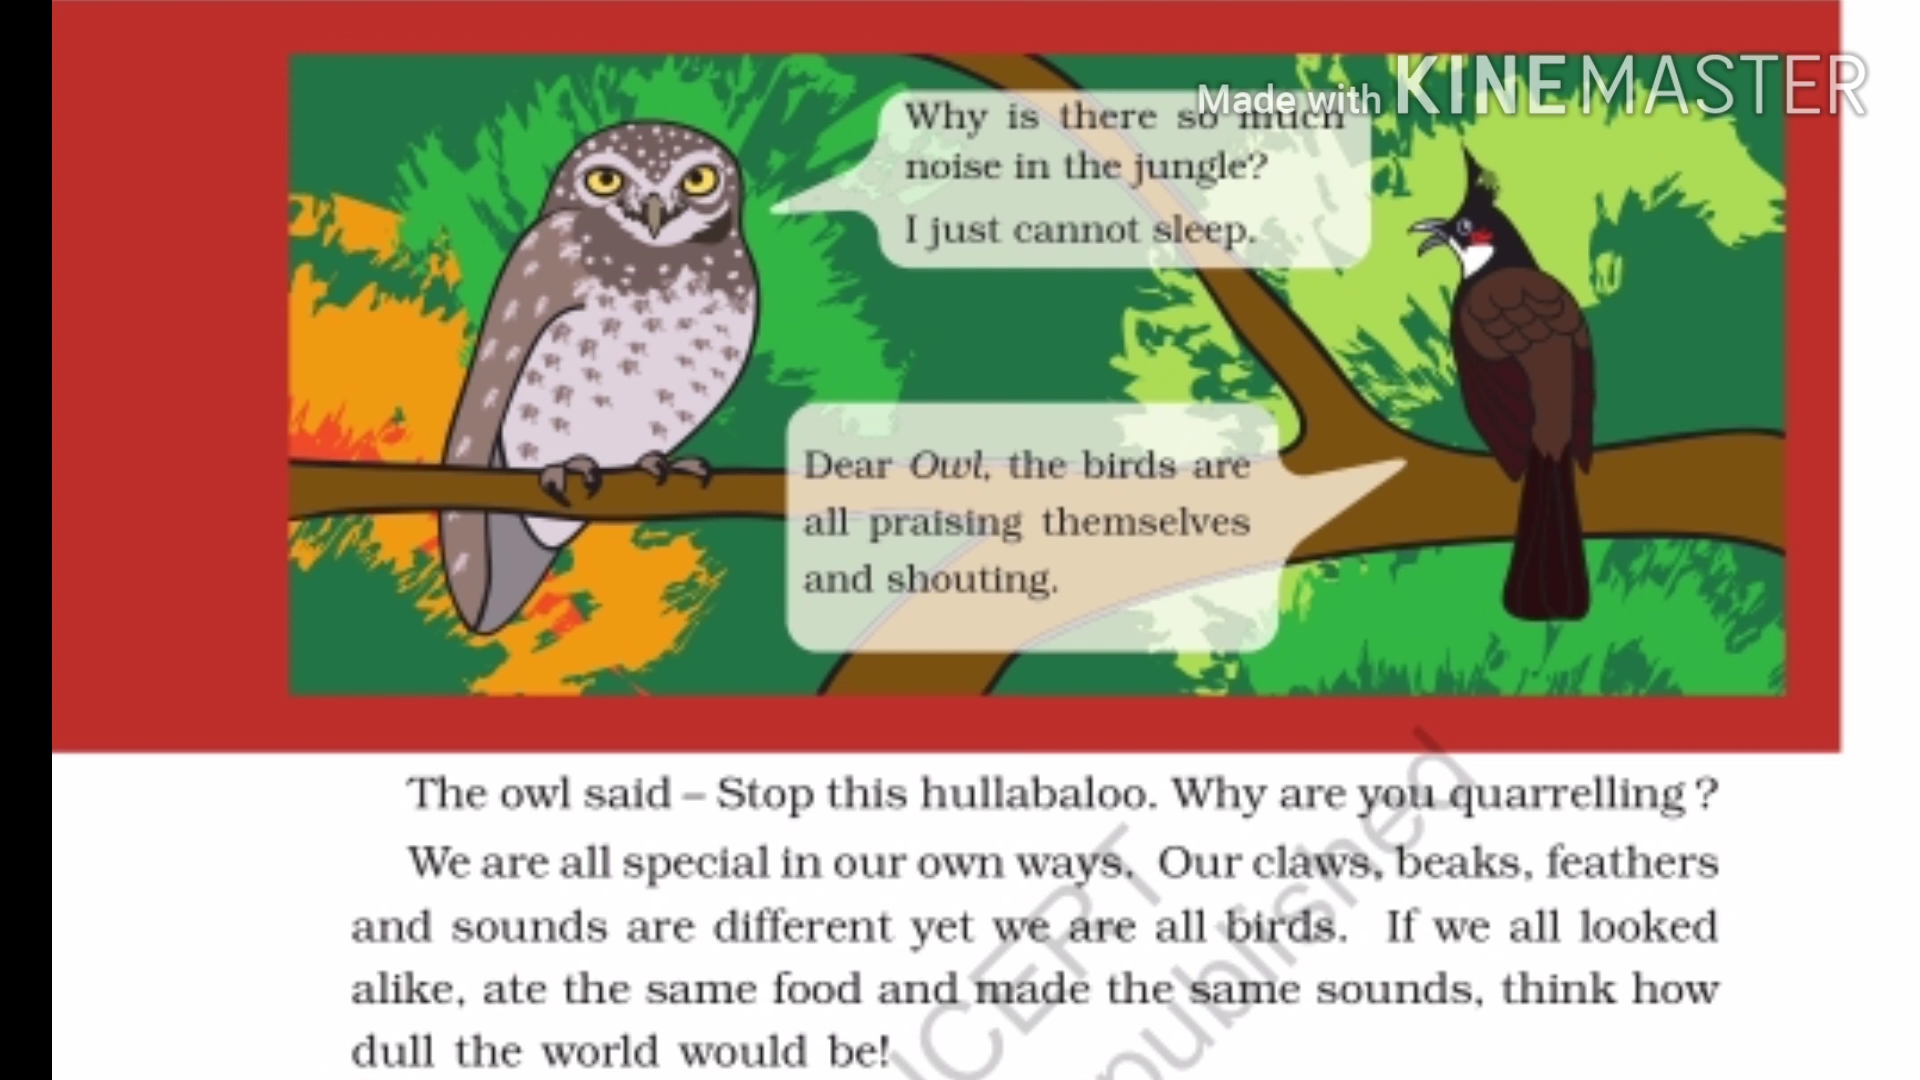 Made with KINEMASTER
Why is there so much
noise in the jungle?
I just cannot sleep.
Dear Owl, the birds are
all praising themselves
and shouting.
The owl said – Stop this hullabaloo. Why are you quarrelling ?
We are all special in our own ways. Our claws, beaks, feathers
and sounds are different yet we are all birds. If we all looked
alike, ate the same food and made the same sounds, think how
dull the world would be!
NCERT
published